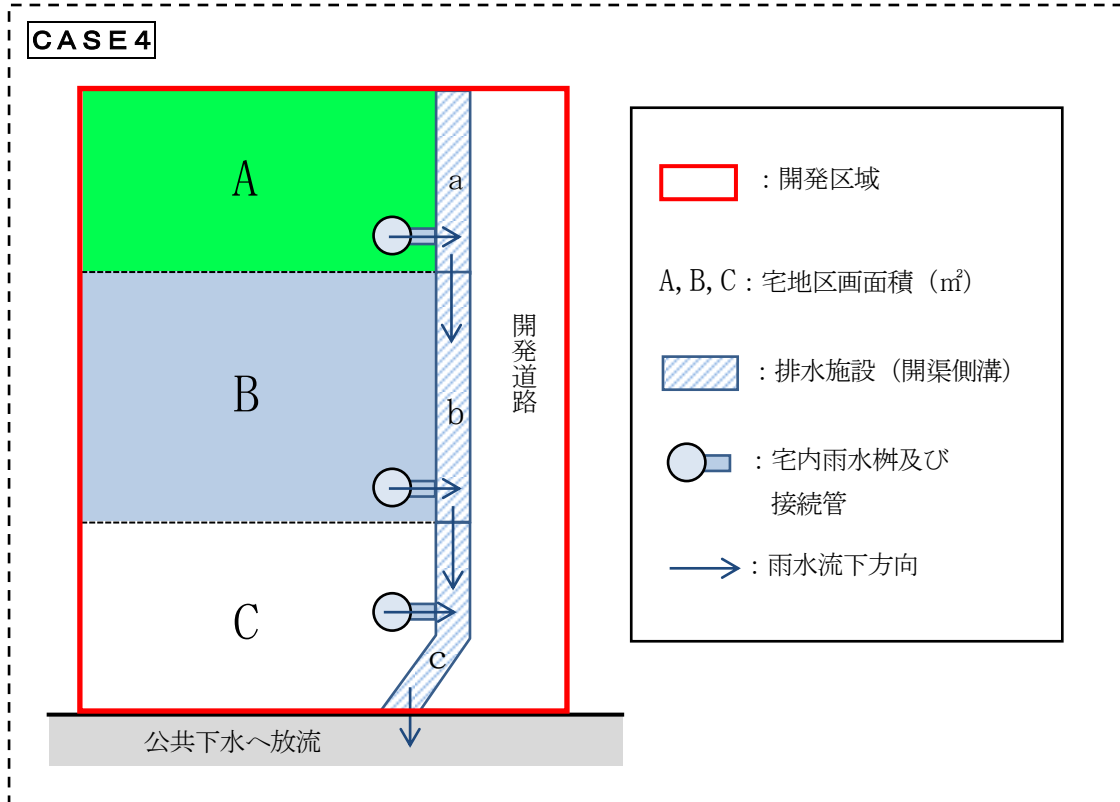 CASE4
A
a
B
b
C
c
開発道路
公共下水へ放流
：開発区域
A, B, C：宅地区画面積（㎡）
：排水施設（開渠側溝）
：宅内雨水桝及び
接続管
：雨水流下方向